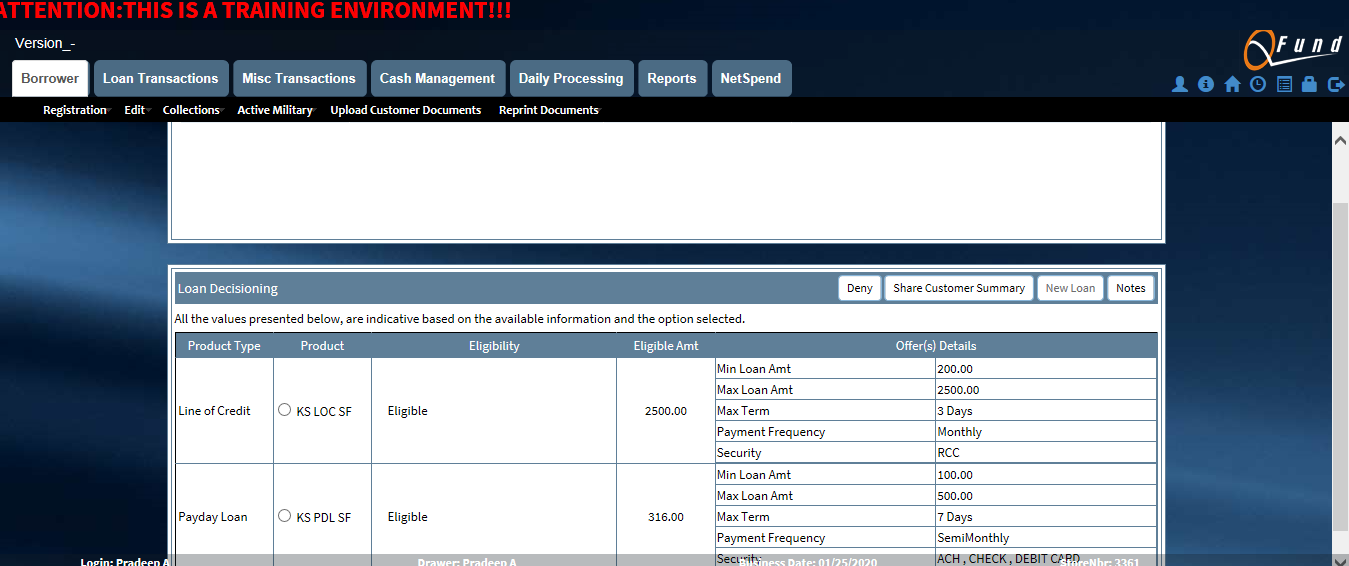 ATTENTION:THIS IS A TRAINING ENVIRONMENT!!!
Version_-
Fund
Borrower Loan Transactions Misc Transactions Cash Management Daily Processing Reports NetSpend
Registration Edit Collections Active Military Upload Customer Documents Reprint Documents
Loan Decisioning Deny Share Customer Summary New Loan Notes
All the values presented below, are indicative based on the available information and the option selected.
Product Type Product Eligibility Eligible Amt Offer(s) Details
Min Loan Amt 200.00
Max Loan Amt 2500.00
Line of Credit KS LOC SF Eligible 2500.00 Max Term 3 Days
Payment Frequency Monthly
Security RCC
Min Loan Amt 100.00
Max Loan Amt 500.00
Payday Loan KS PDL SF Eligible 316.00 Max Term 7 Days
Payment Frequency SemiMonthly
Security ACH , CHECK , DEBIT CARD
Login: Pradeep A Drawer: Pradeep A Business Date: 01/25/2020 StoreNbr: 3361